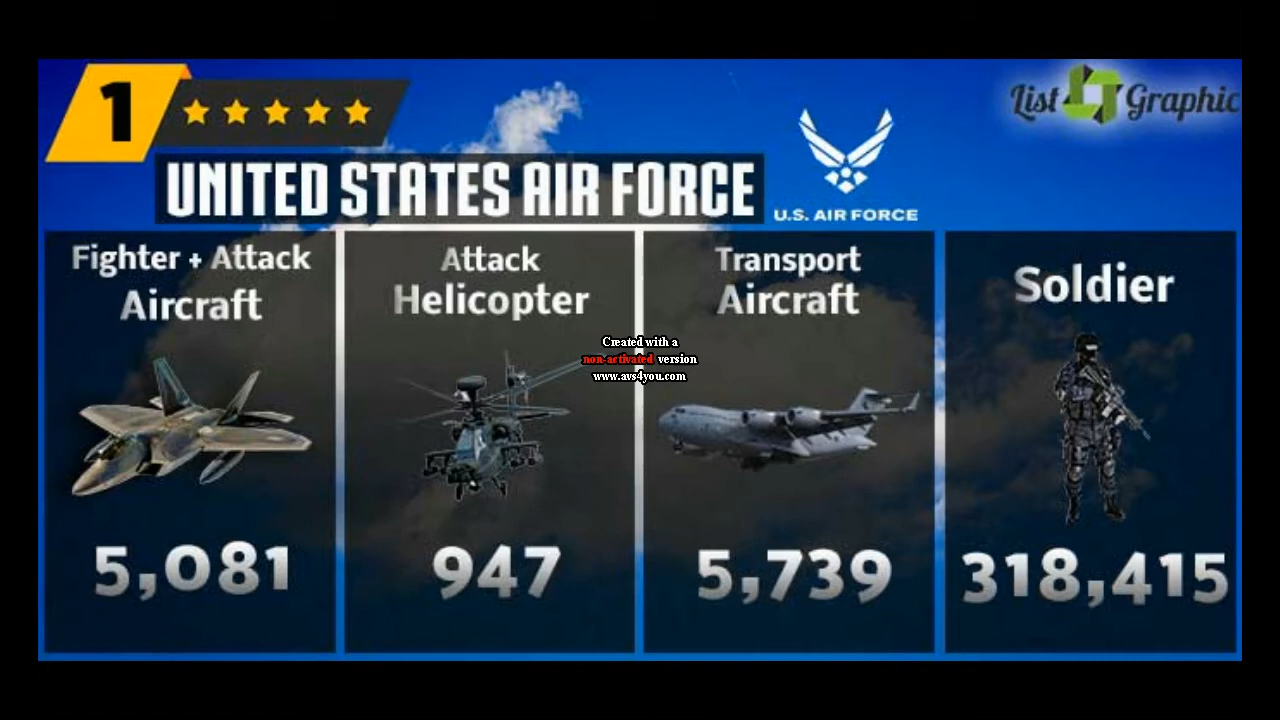 1
UNITED STATES AIR FORCE
U.S. AIR FORCE
List Graphic
Fighter + Attack
Aircraft
5,081
Attack
Helicopter
947
Transport
Aircraft
5,739
Soldier
318,415
Created with a
non-activated version
www.avs4you.com